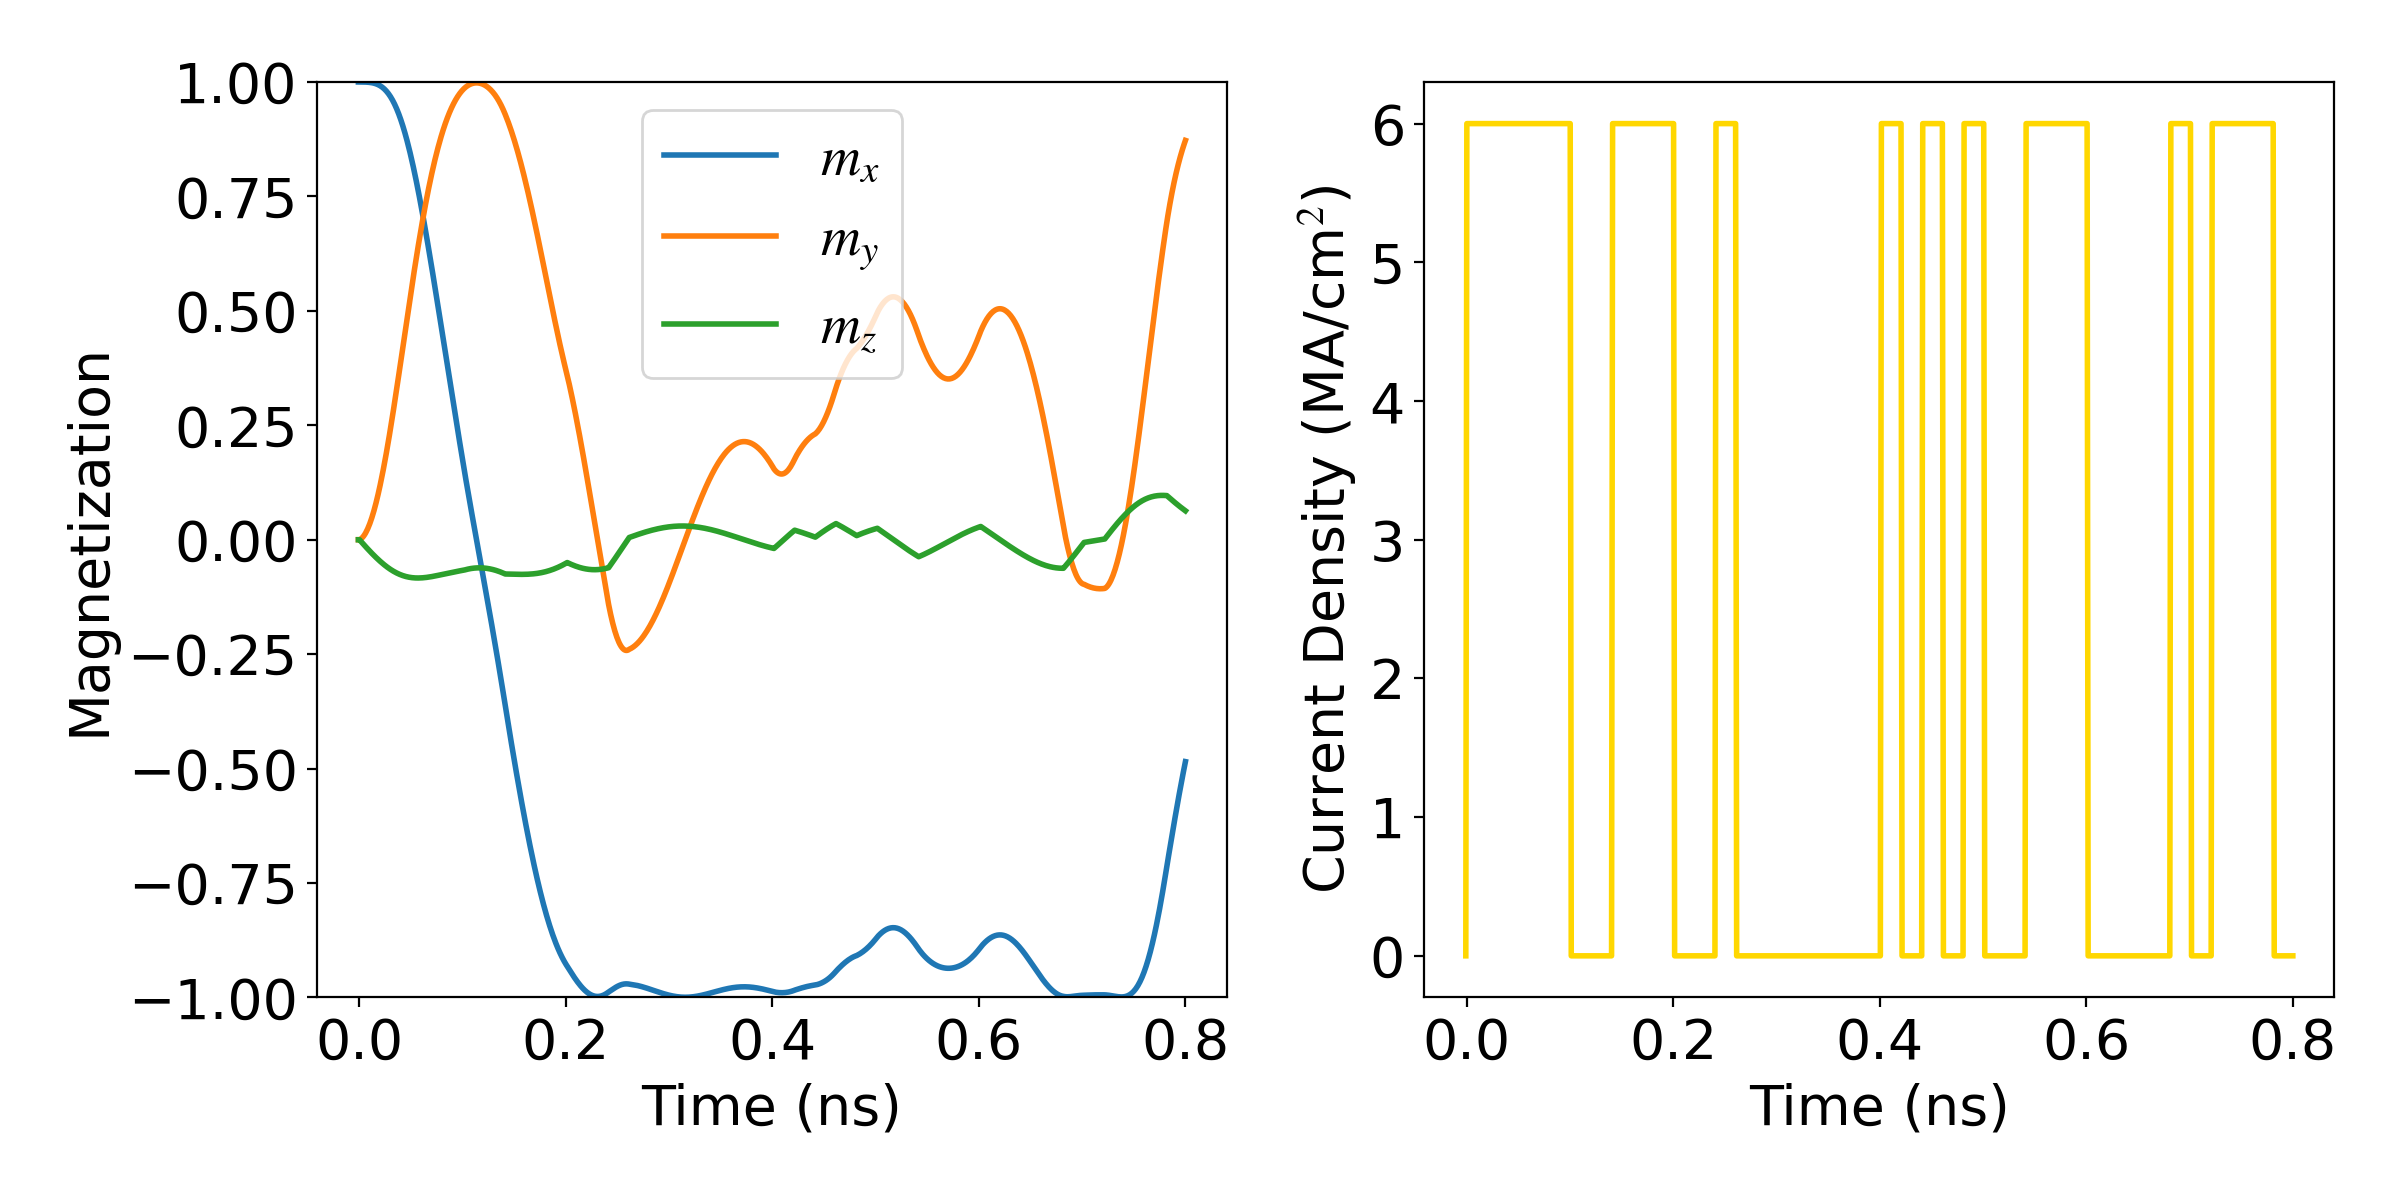 1.00
0.75
0.50
0.25
0.00
−0.25
−0.50
−0.75
−1.00
Magnetization
0.0 0.2 0.4 0.6 0.8
Time (ns)
m_x
m_y
m_z
6
5
4
3
2
1
0
Current Density (MA/cm²)
0.0 0.2 0.4 0.6 0.8
Time (ns)